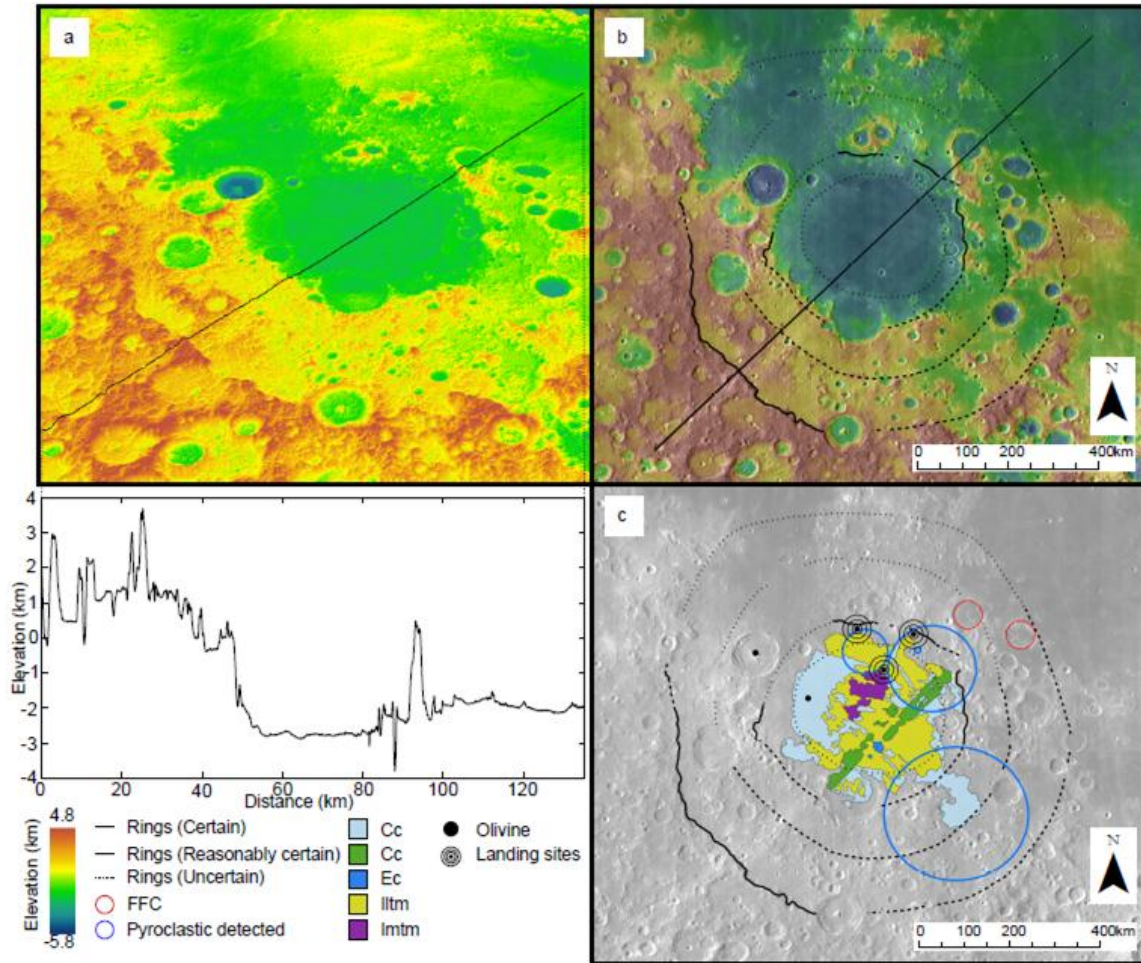 a
b
N
0 100 200 400km
4
3
2
1
0
-1
-2
-3
-4
Elevation (km)
0 20 40 60 80 100 120
Distance (km)
c
N
0 100 200 400km
4.8
Elevation (km)
-5.8
Rings (Certain)
Rings (Reasonably certain)
Rings (Uncertain)
FFC
Pyroclastic detected
Cc
Cc
Ec
Iltm
Imtm
Olivine
Landing sites